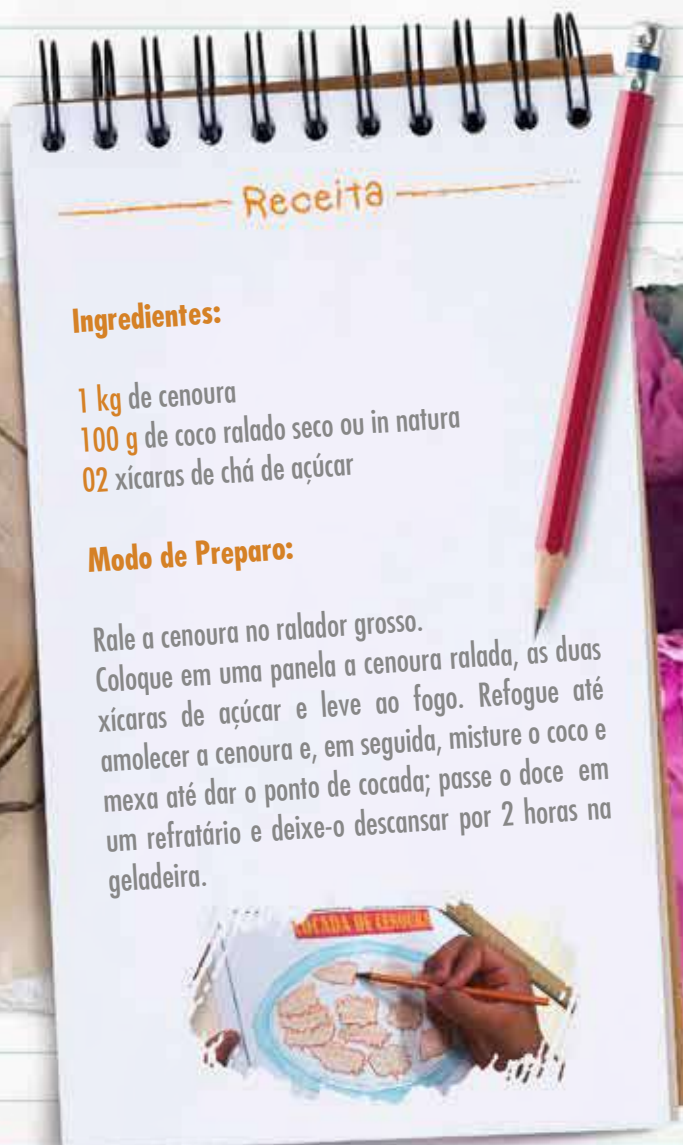 Receita
Ingredientes:
1 kg de cenoura
100 g de coco ralado seco ou in natura
02 xícaras de chá de açúcar
Modo de Preparo:
Rale a cenoura no ralador grosso.
Coloque em uma panela a cenoura ralada, as duas
xícaras de açúcar e leve ao fogo. Refogue até
amolecer a cenoura e, em seguida, misture o coco e
mexa até dar o ponto de cocada; passe o doce em
um refratário e deixe-o descansar por 2 horas na
geladeira.
COCADA DE CENOURA